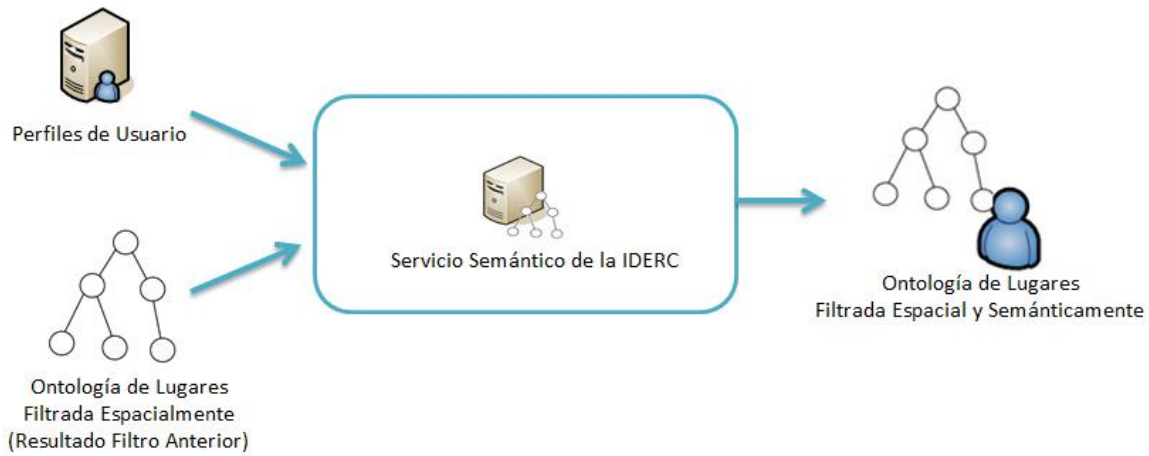 Perfiles de Usuario
Servicio Semántico de la IDERC
Ontología de Lugares
Filtrada Espacialmente
(Resultado Filtro Anterior)
Ontología de Lugares
Filtrada Espacial y Semánticamente